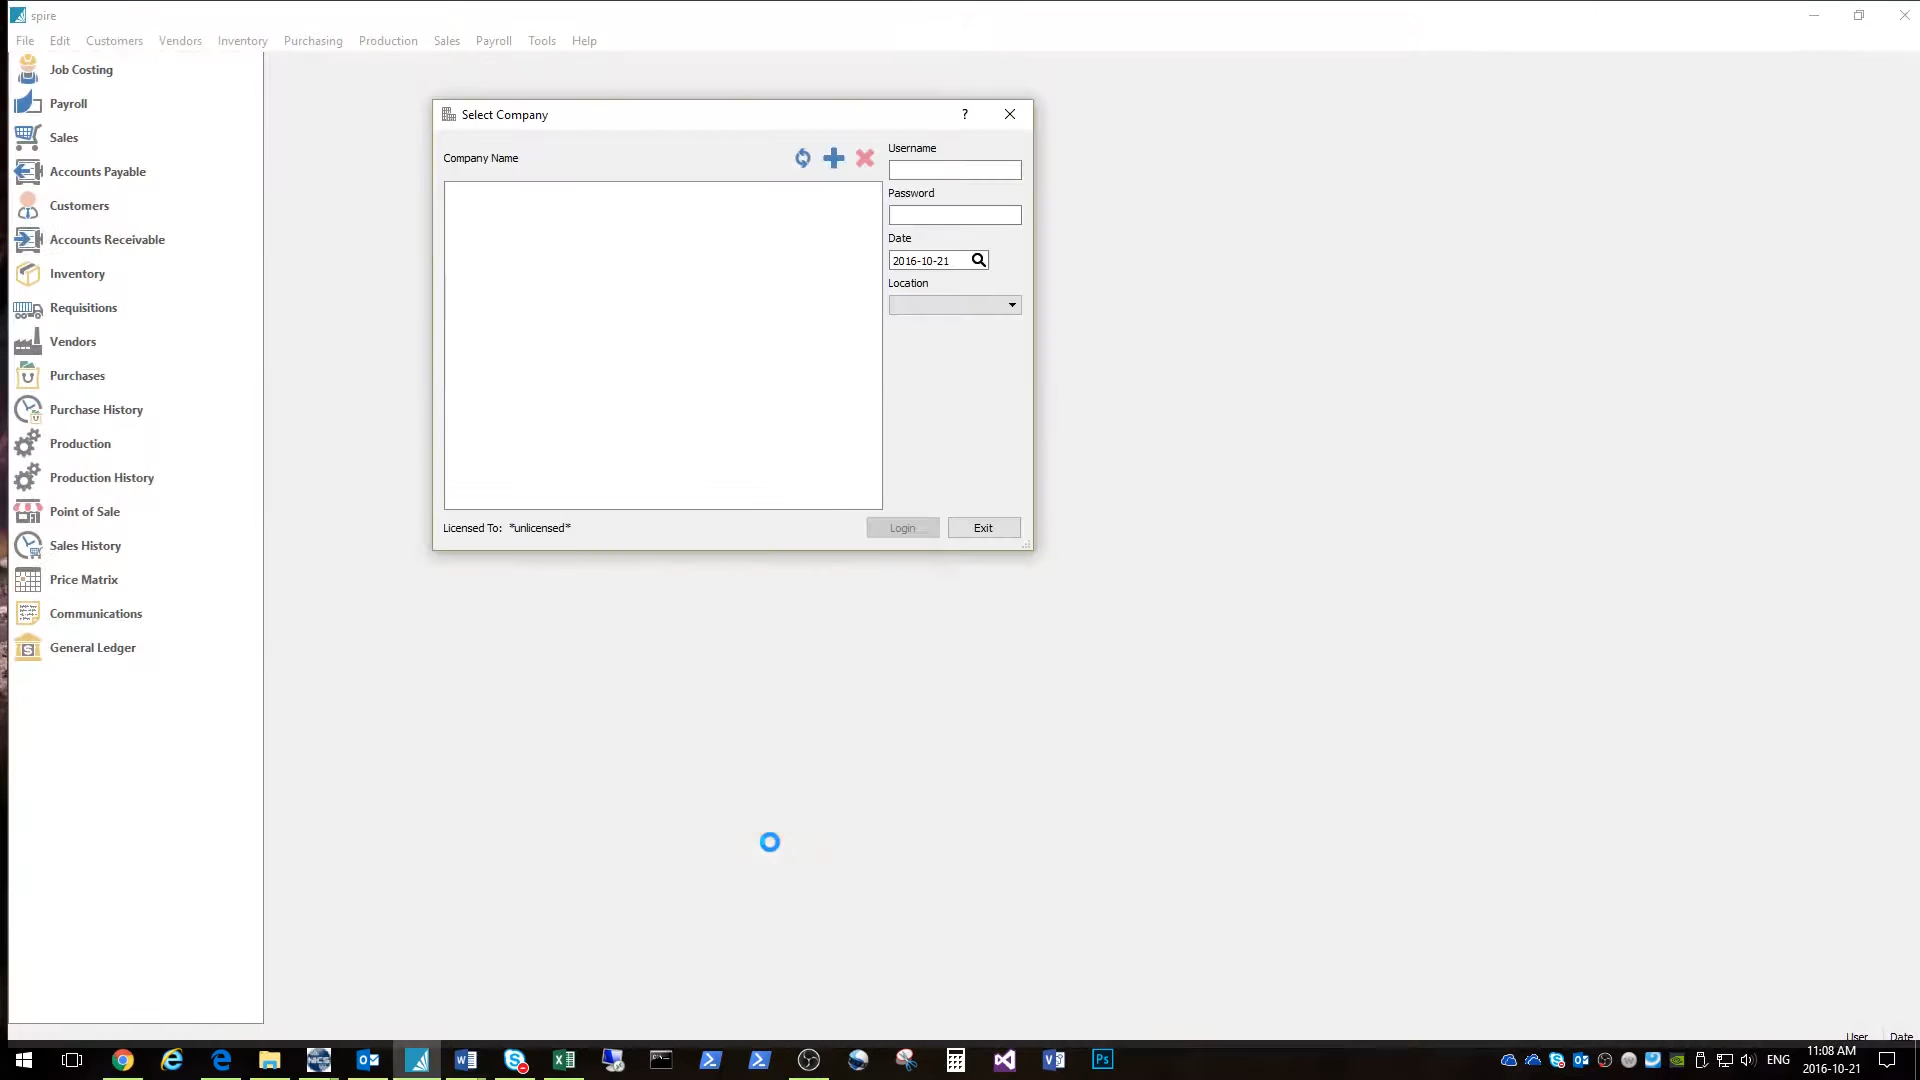 spire
File Edit Customers Vendors Inventory Purchasing Production Sales Payroll Tools Help
Job Costing
Payroll
Sales
Accounts Payable
Customers
Accounts Receivable
Inventory
Requisitions
Vendors
Purchases
Purchase History
Production
Production History
Point of Sale
Sales History
Price Matrix
Communications
General Ledger
Select Company ?
Company Name
Username
Password
Date
2016-10-21
Location
Licensed To: *unlicensed*
Login
Exit
User Date
ENG
11:08 AM
2016-10-21